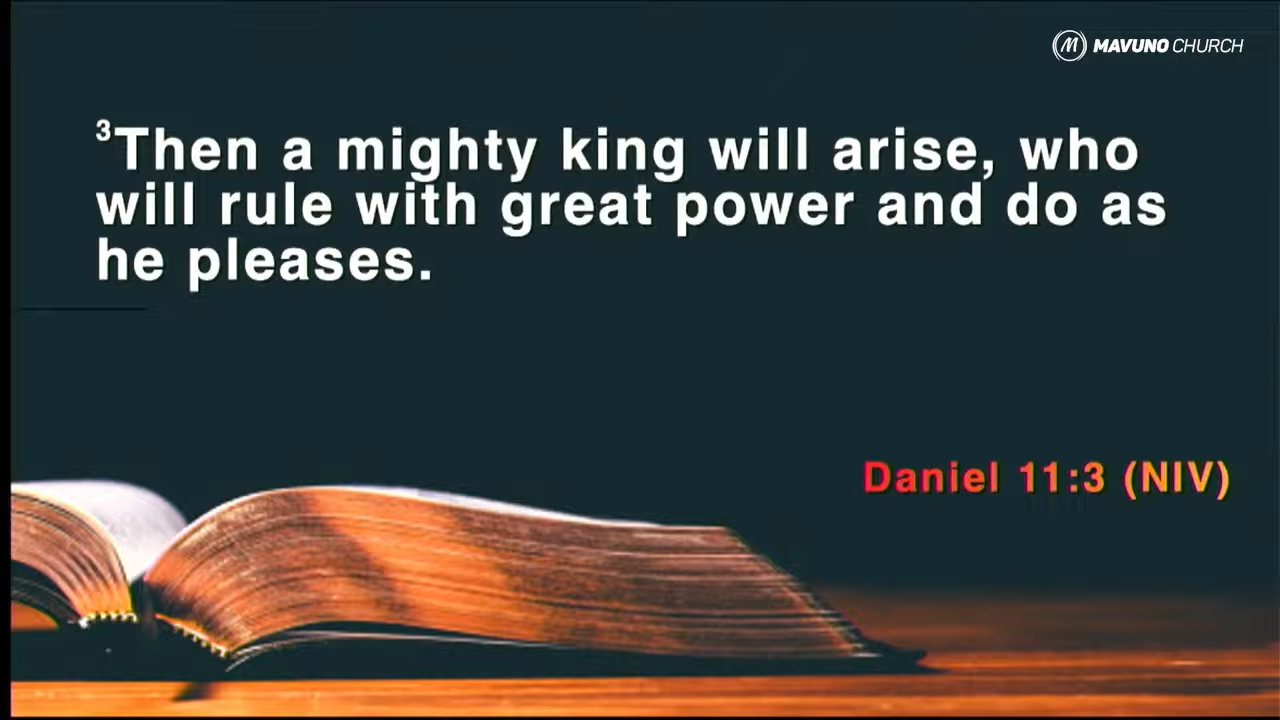 MAVUNO CHURCH
³Then a mighty king will arise, who
will rule with great power and do as
he pleases.
Daniel 11:3 (NIV)